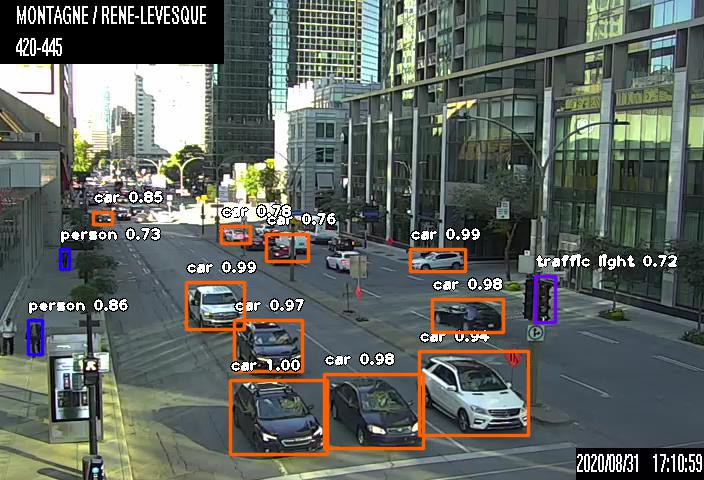 MONTAGNE / RENE-LEVESQUE
420-445
car 0.85
car 0.78
car 0.76
person 0.73
car 0.99
car 0.99
traffic light 0.72
car 0.98
person 0.86
car 0.97
car 0.94
car 0.98
car 1.00
2020/08/31 17:10:59